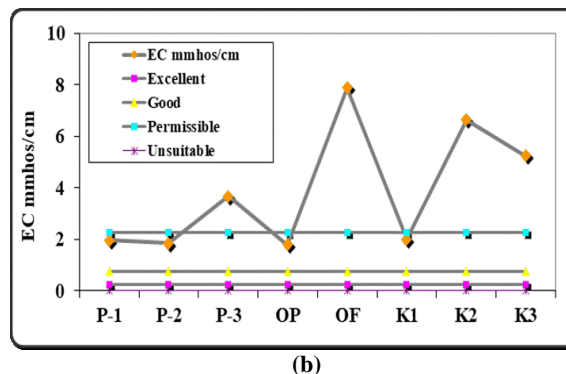 EC mmhos/cm
10
8
6
4
2
0
EC mmhos/cm
Excellent
Good
Permissible
Unsuitable
P-1 P-2 P-3 OP OF K1 K2 K3
(b)